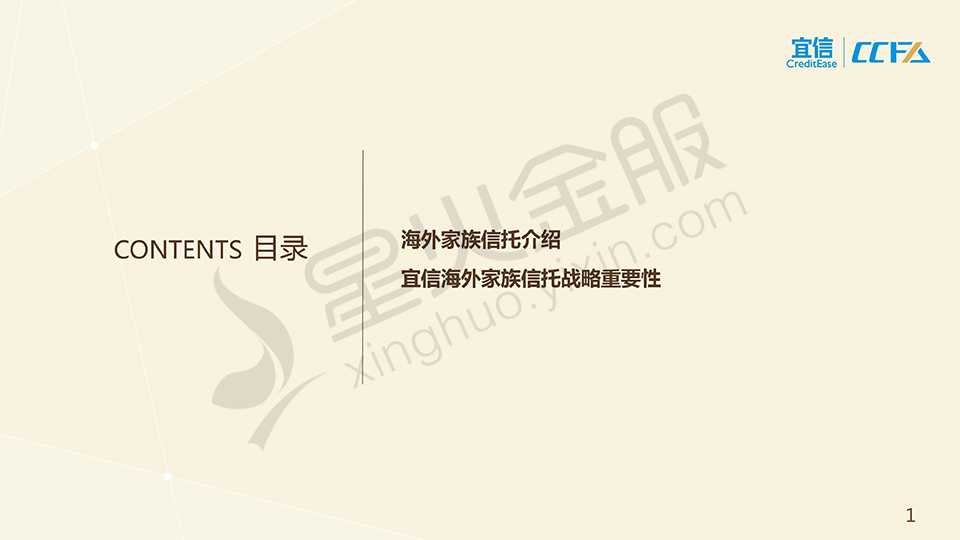 宜信
CreditEase
CCFA
星火金服
xinghuo.yixin.com
CONTENTS 目录
海外家族信托介绍
宜信海外家族信托战略重要性
1